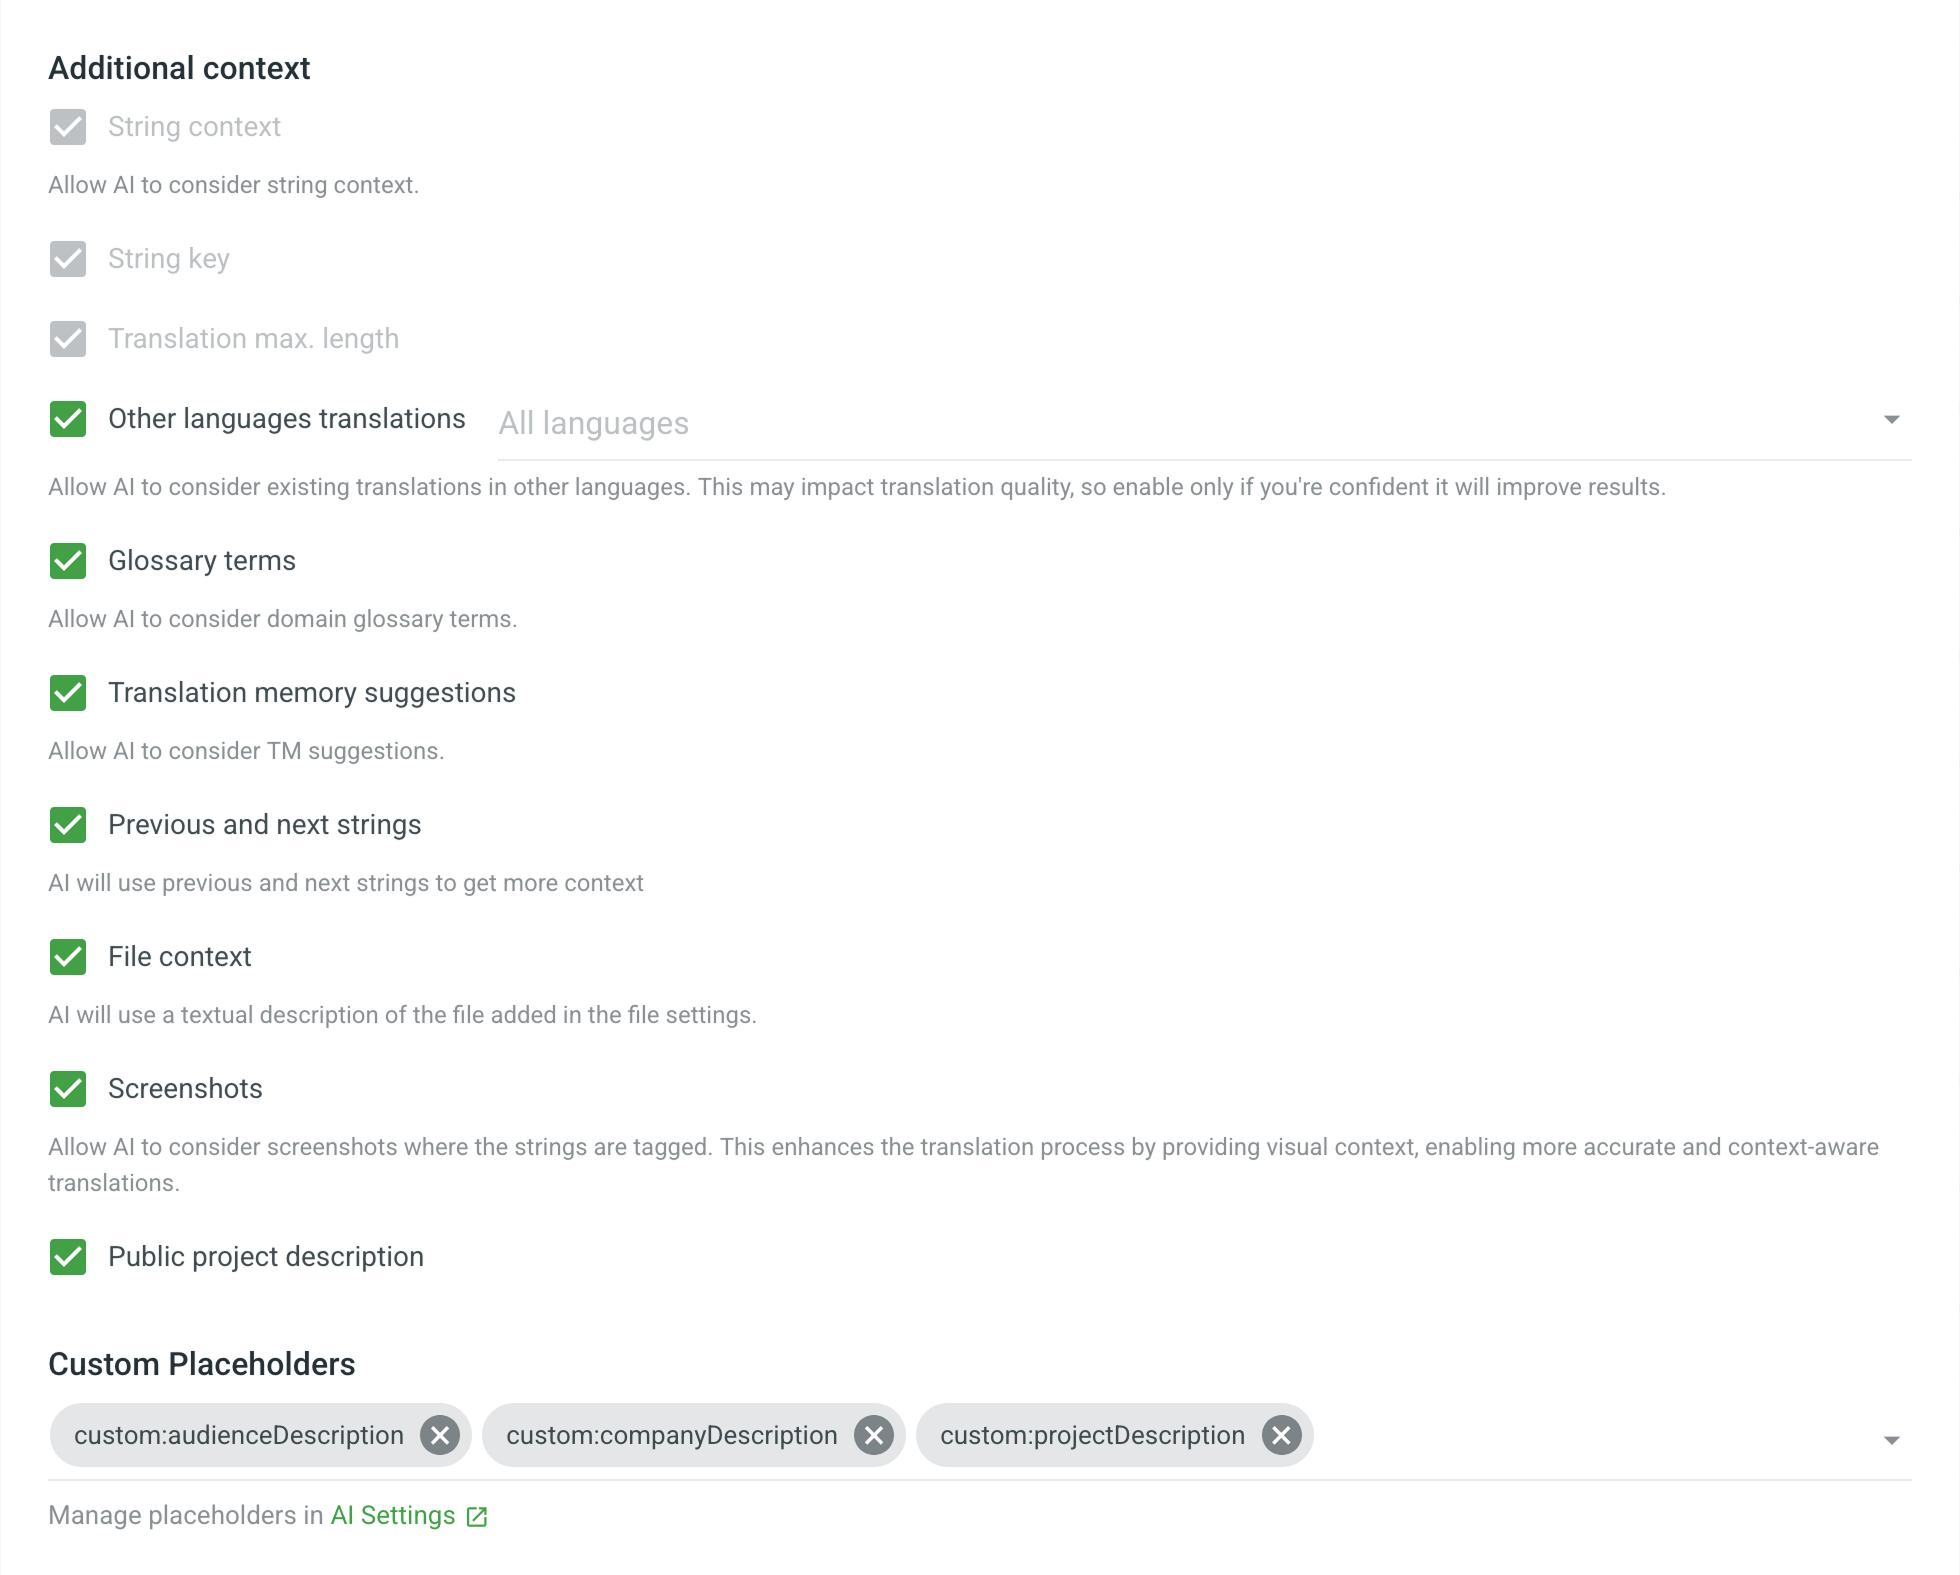 Additional context
String context
Allow AI to consider string context.
String key
Translation max. length
Other languages translations All languages
Allow AI to consider existing translations in other languages. This may impact translation quality, so enable only if you're confident it will improve results.
Glossary terms
Allow AI to consider domain glossary terms.
Translation memory suggestions
Allow AI to consider TM suggestions.
Previous and next strings
AI will use previous and next strings to get more context
File context
AI will use a textual description of the file added in the file settings.
Screenshots
Allow AI to consider screenshots where the strings are tagged. This enhances the translation process by providing visual context, enabling more accurate and context-aware
translations.
Public project description
Custom Placeholders
custom:audienceDescription custom:companyDescription custom:projectDescription
Manage placeholders in AI Settings